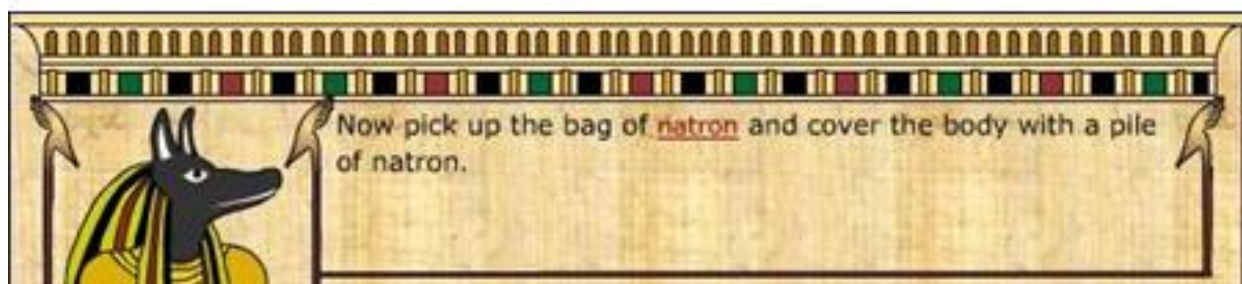 Now pick up the bag of natron and cover the body with a pile
of natron.